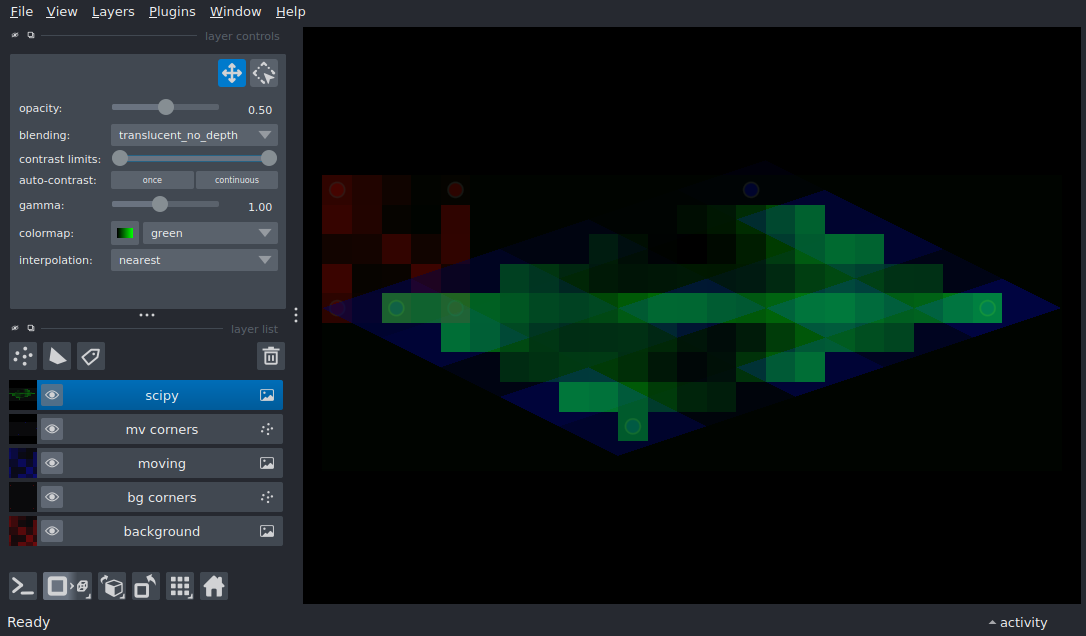 File View Layers Plugins Window Help
layer controls
opacity: 0.50
blending: translucent_no_depth
contrast limits:
auto-contrast: once continuous
gamma: 1.00
colormap: green
interpolation: nearest
layer list
scipy
mv corners
moving
bg corners
background
Ready activity